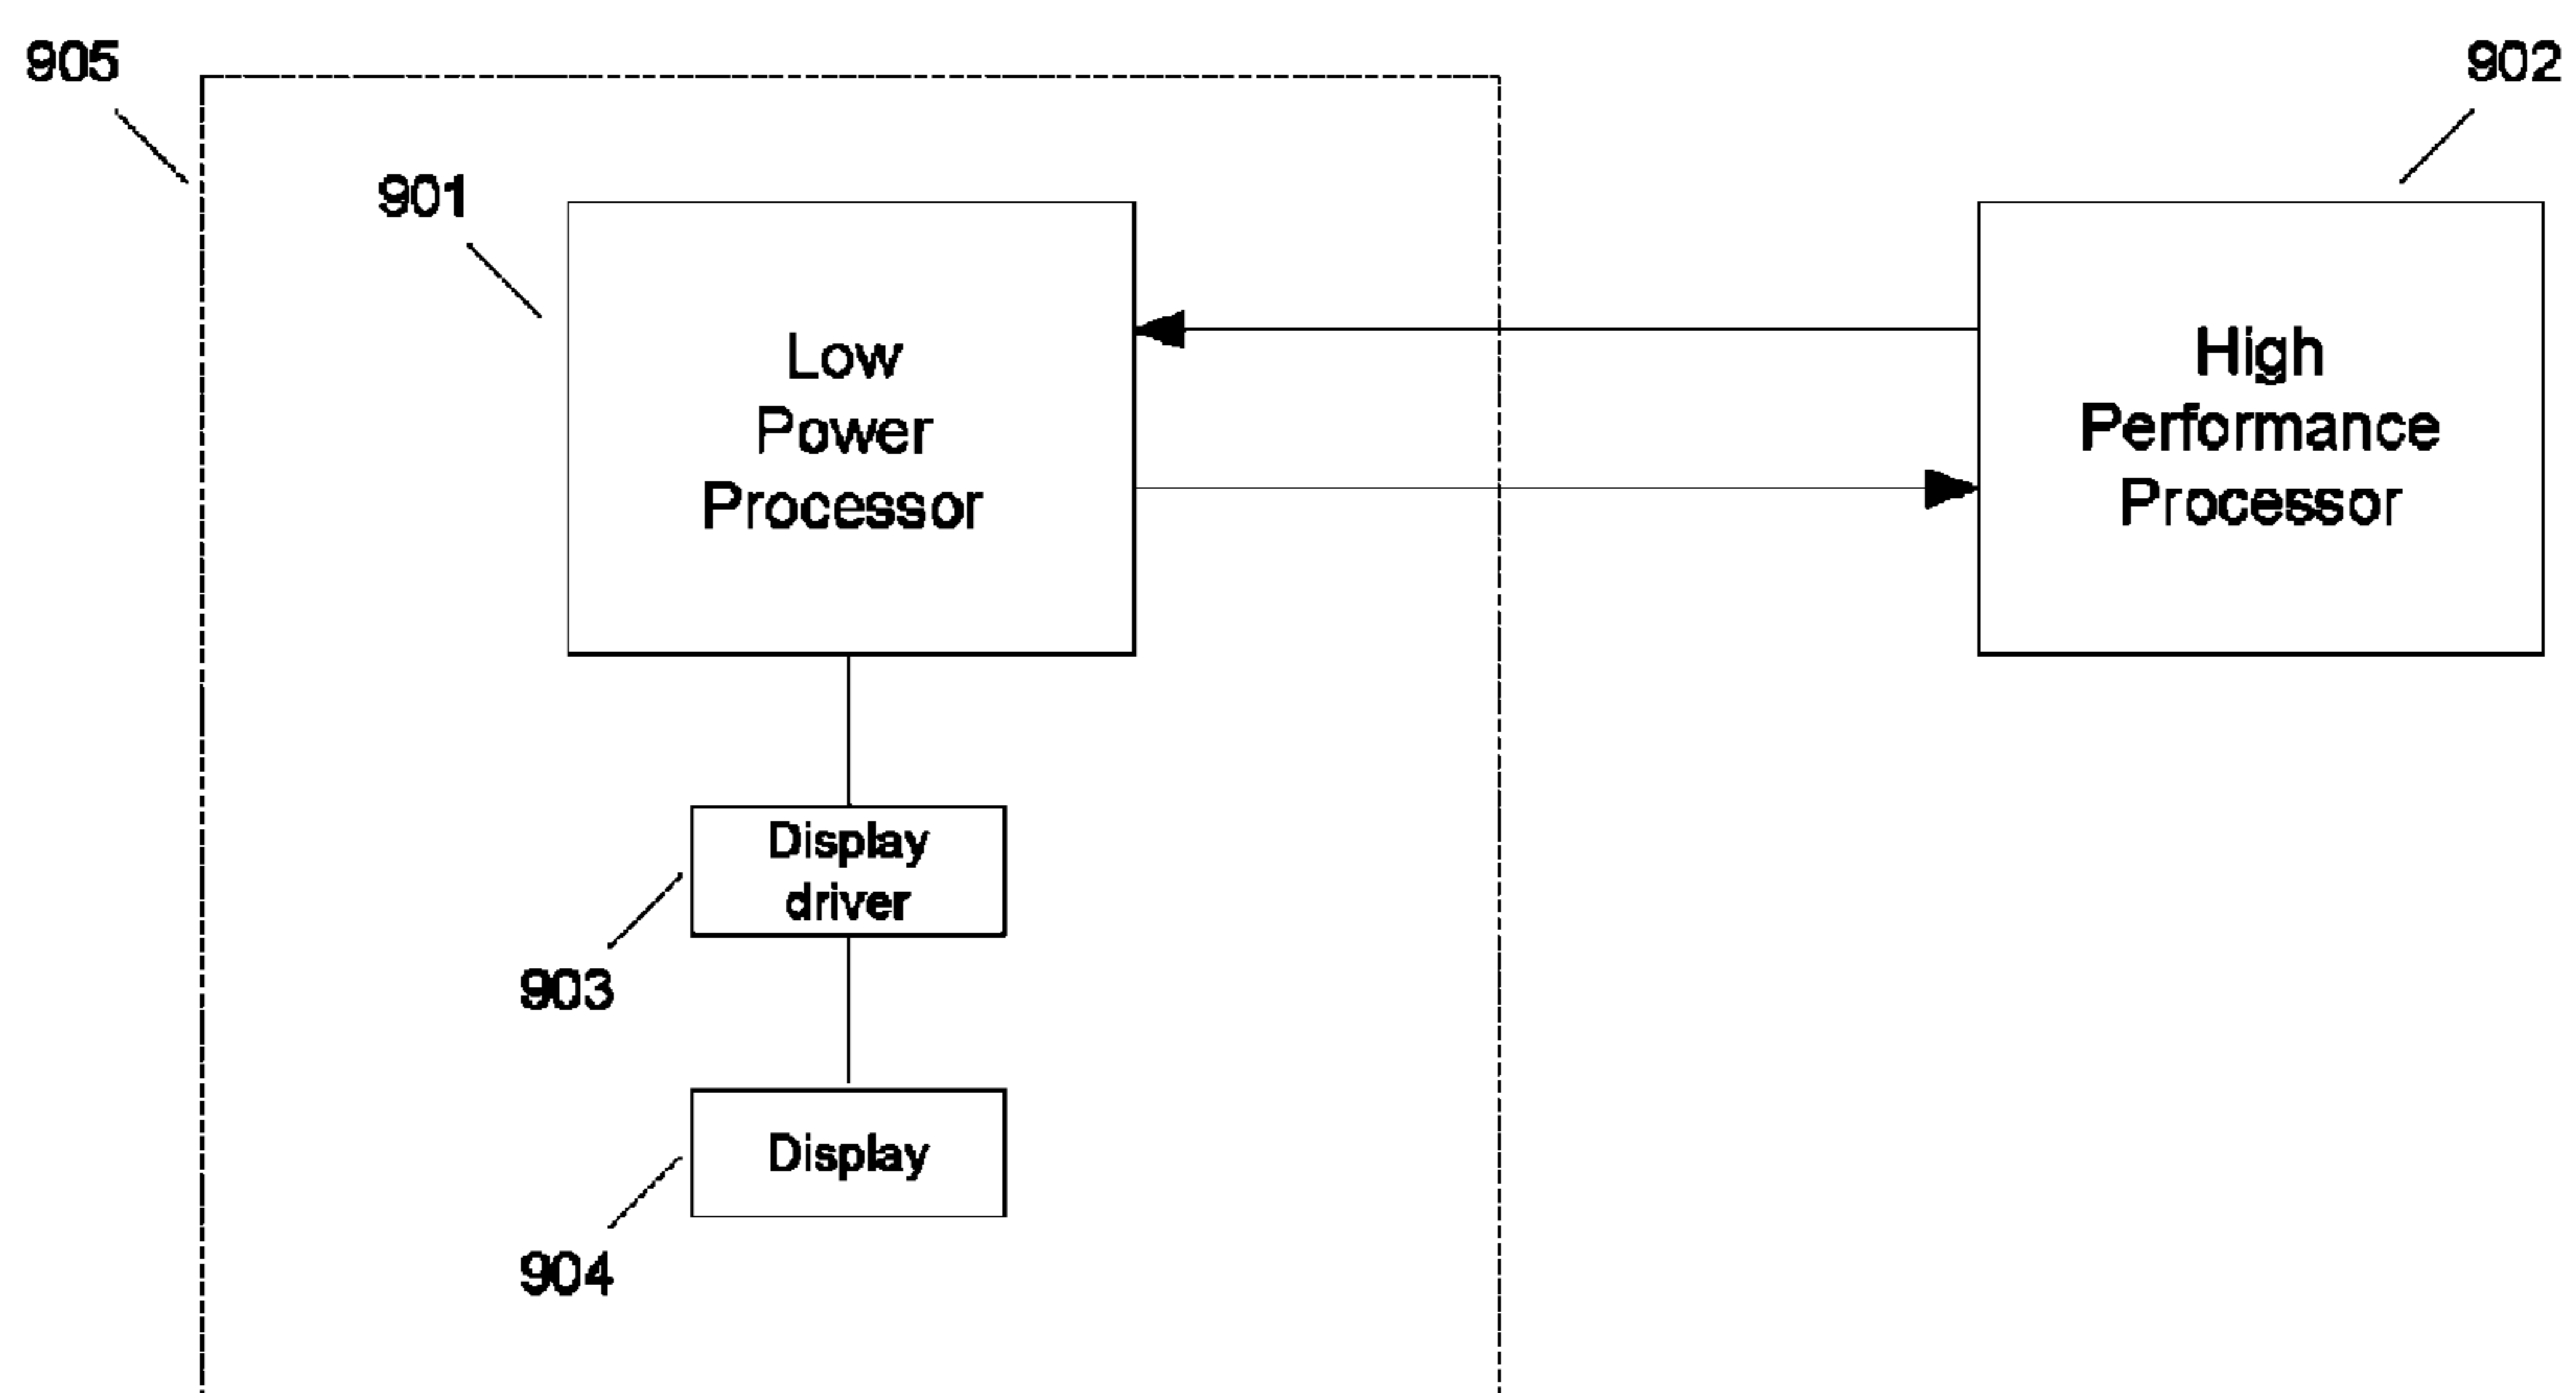 905
902
901
Low
Power
Processor
High
Performance
Processor
Display
driver
903
Display
904